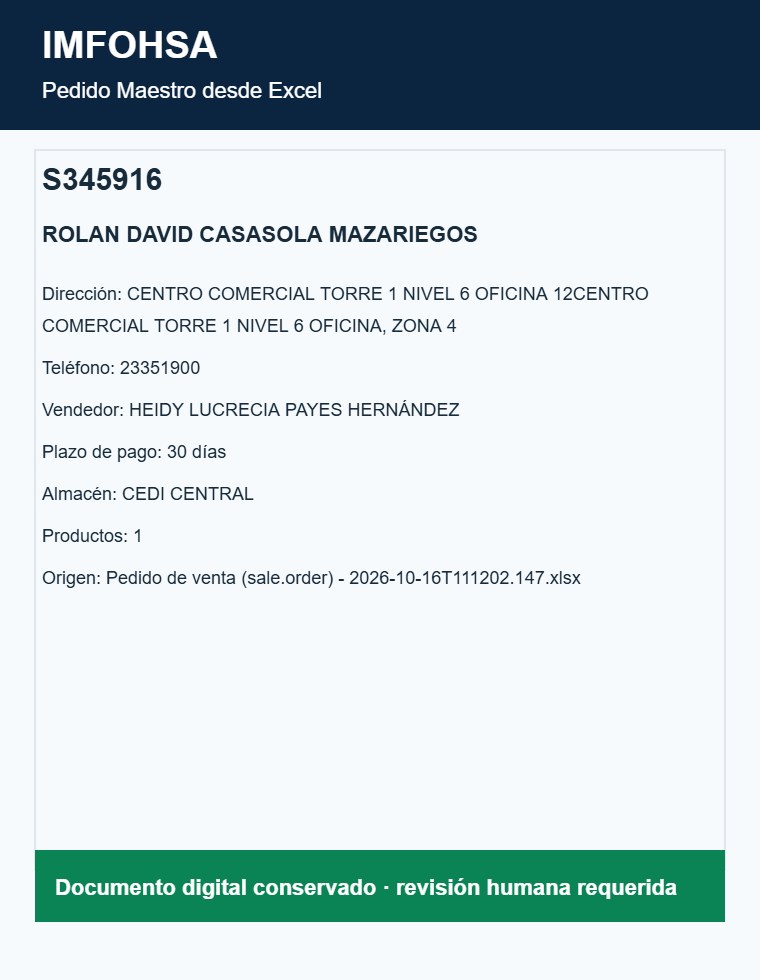 IMFOHSA
Pedido Maestro desde Excel
S345916
ROLAN DAVID CASASOLA MAZARIEGOS
Dirección: CENTRO COMERCIAL TORRE 1 NIVEL 6 OFICINA 12CENTRO
COMERCIAL TORRE 1 NIVEL 6 OFICINA, ZONA 4
Teléfono: 23351900
Vendedor: HEIDY LUCRECIA PAYES HERNÁNDEZ
Plazo de pago: 30 días
Almacén: CEDI CENTRAL
Productos: 1
Origen: Pedido de venta (sale.order) - 2026-10-16T111202.147.xlsx
Documento digital conservado · revisión humana requerida